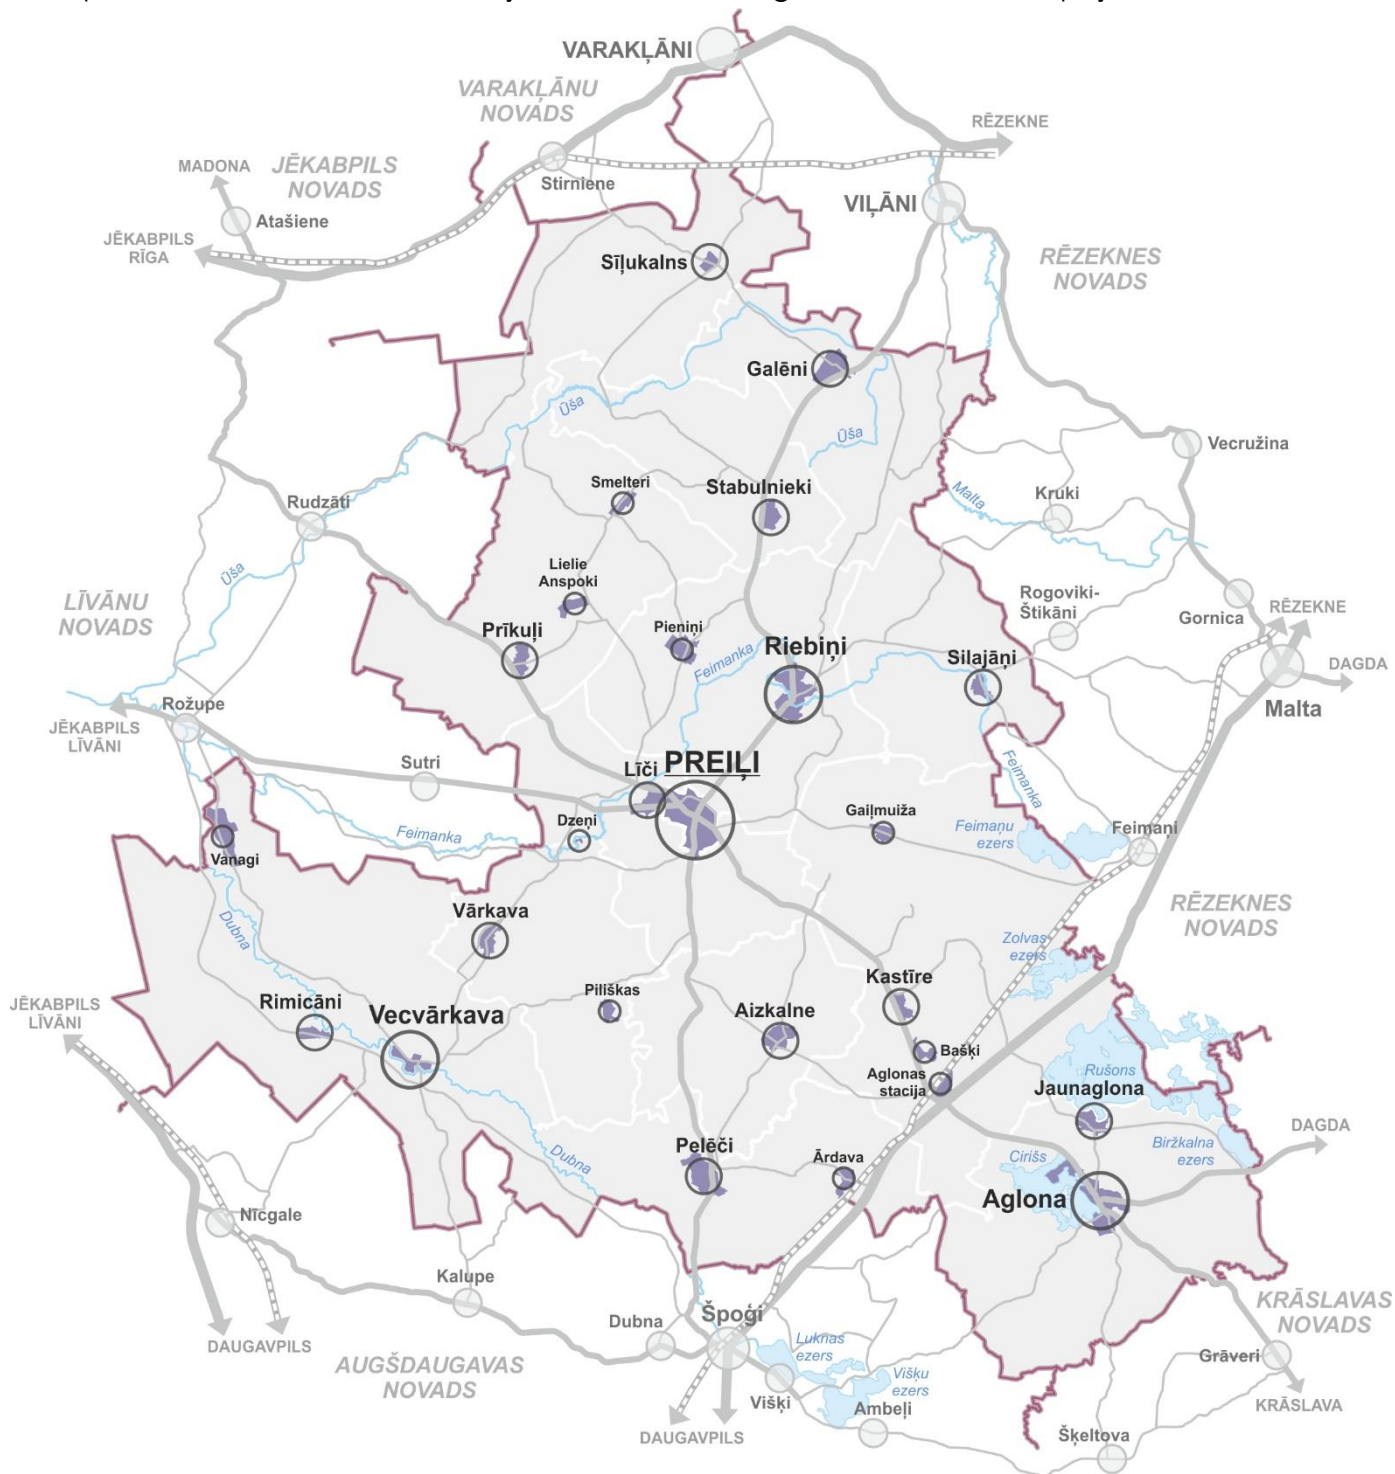 VARAKĻĀNI
VARAKĻĀNU
NOVADS
RĒZEKNE
MADONA
JĒKABPILS
NOVADS
Stirniene
VIĻĀNI
Atašiene
JĒKABPILS
RĪGA
Sīļukalns
RĒZEKNES
NOVADS
Galēni
Ūša
Ūša
Vecružina
Smelteri
Stabulnieki
Malta
Kruki
Rudzāti
Ūša
Lielie
Anspoki
LĪVĀNU
NOVADS
Rogoviki-
Štikāni
Gornica
RĒZEKNE
Prīkuļi
Pieniņi
Feimanka
Riebiņi
Silajāņi
DAGDA
Malta
Rožupe
JĒKABPILS
LĪVĀNI
Sutri
Līči
PREIĻI
Feimanka
Feimanka
Dzeņi
Gaiļmuiža
Feimaņu
ezers
Feimaņi
Vanagi
Vārkava
Dubna
RĒZEKNES
NOVADS
Zolvas
ezers
JĒKABPILS
LĪVĀNI
Rimicāni
Vecvārkava
Piliškas
Aizkalne
Kastīre
Bašķi
Aglonas
stacija
Rušons
Jaunaglona
Dubna
Pelēči
Ārdava
Cirišs
Biržkalna
ezers
DAGDA
Aglona
Nīcgale
Kalupe
Dubna
Špoģi
KRĀSLAVAS
NOVADS
DAUGAVPILS
AUGŠDAUGAVAS
NOVADS
Luknas
ezers
Višķu
ezers
Višķi
Ambeļi
Grāveri
KRĀSLAVA
DAUGAVPILS
Šķeltova